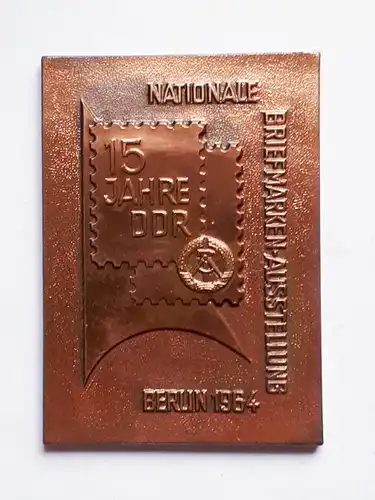 NATIONALE
BRIEFMARKEN-AUSSTELLUNG
15
JAHRE
DDR
BERLIN 1964